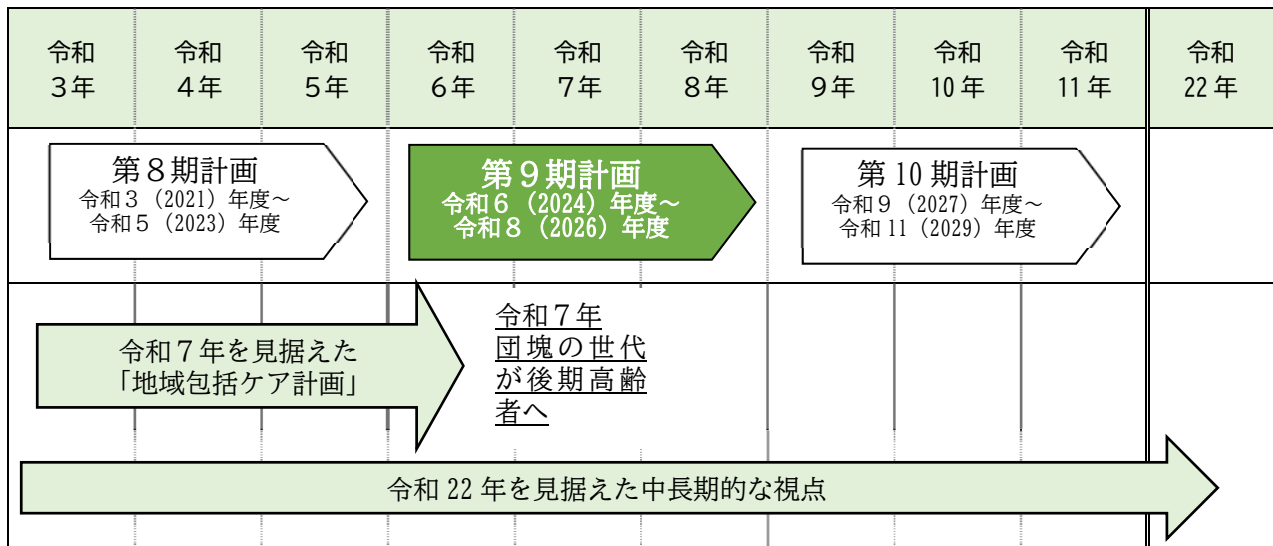 令和 令和 令和 令和 令和 令和 令和 令和 令和 令和
３年 ４年 ５年 ６年 ７年 ８年 ９年 10年 11年 22年
第８期計画
令和３（2021）年度～
令和５（2023）年度
第９期計画
令和６（2024）年度～
令和８（2026）年度
第10期計画
令和９（2027）年度～
令和11（2029）年度
令和７年を見据えた
「地域包括ケア計画」
令和７年
団塊の世代
が後期高齢
者へ
令和22年を見据えた中長期的な視点